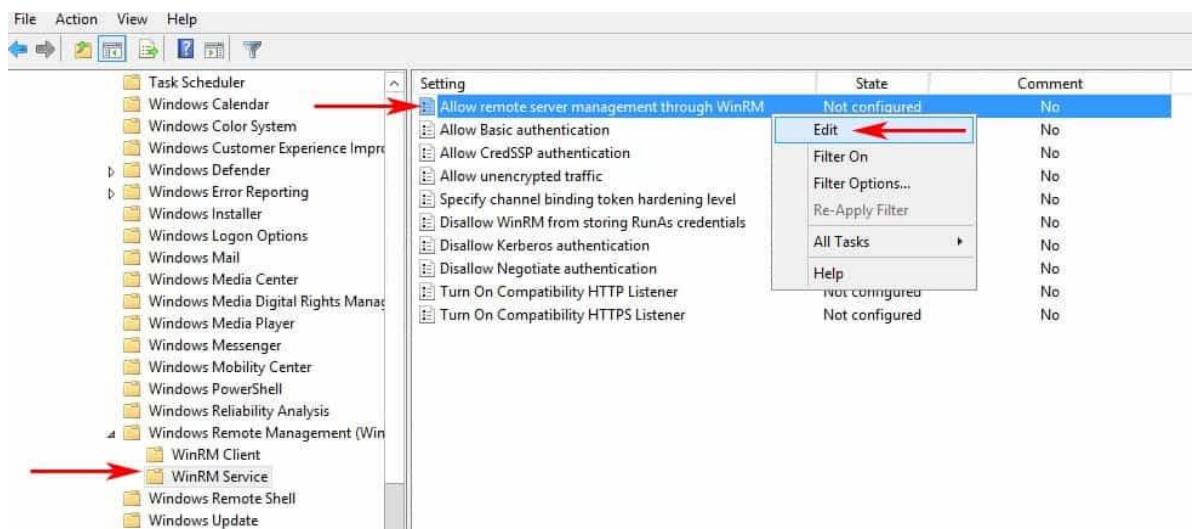 File Action View Help
Task Scheduler
Windows Calendar
Windows Color System
Windows Customer Experience Impro
Windows Defender
Windows Error Reporting
Windows Installer
Windows Logon Options
Windows Mail
Windows Media Center
Windows Media Digital Rights Manag
Windows Media Player
Windows Messenger
Windows Mobility Center
Windows PowerShell
Windows Reliability Analysis
Windows Remote Management (Win
WinRM Client
WinRM Service
Windows Remote Shell
Windows Update
Setting State Comment
Allow remote server management through WinRM Not configured No
Allow Basic authentication No
Allow CredSSP authentication No
Allow unencrypted traffic No
Specify channel binding token hardening level No
Disallow WinRM from storing RunAs credentials No
Disallow Kerberos authentication No
Disallow Negotiate authentication No
Turn On Compatibility HTTP Listener Not configured No
Turn On Compatibility HTTPS Listener Not configured No
Edit
Filter On
Filter Options...
Re-Apply Filter
All Tasks
Help